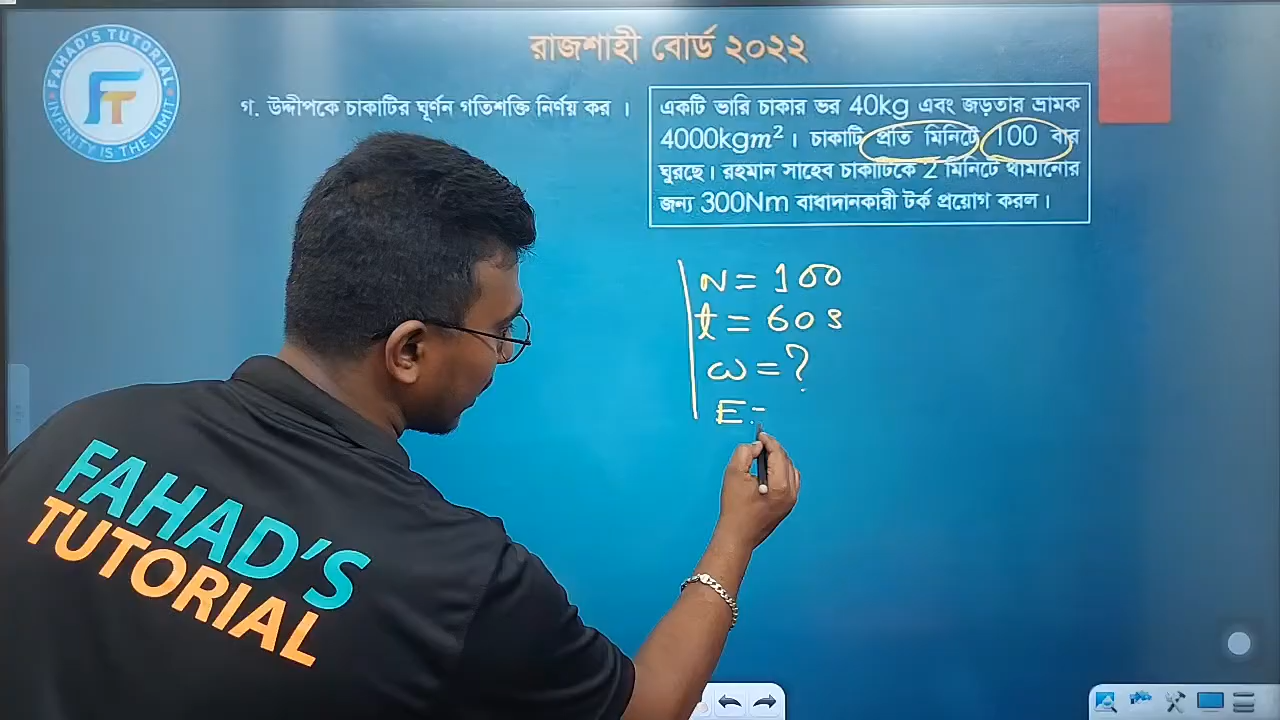 FAHAD'S TUTORIAL
FT
INFINITY IS THE LIMIT
রাজশাহী বোর্ড ২০২২
গ. উদ্দীপকে চাকাটির ঘূর্ণন গতিশক্তি নির্ণয় কর ।
একটি ভারি চাকার ভর 40kg এবং জড়তার ভ্রামক
4000kgm² । চাকাটি প্রতি মিনিটে 100 বার
ঘুরছে। রহমান সাহেব চাকাটিকে 2 মিনিটে থামানোর
জন্য 300Nm বাধাদানকারী টর্ক প্রয়োগ করল।
N = 100
t = 60 s
ω = ?
E =
FAHAD'S
TUTORIAL